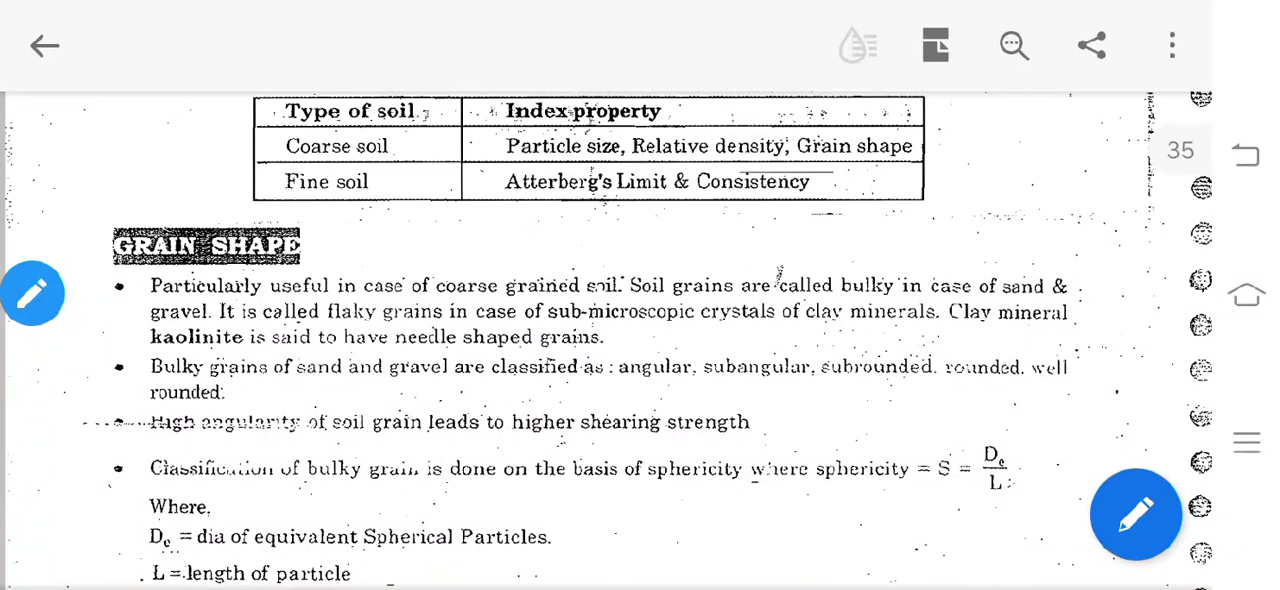 Type of soil Index property
Coarse soil Particle size, Relative density, Grain shape
35
Fine soil Atterberg's Limit & Consistency
GRAIN SHAPE
• Particularly useful in case of coarse grained soil. Soil grains are called bulky in case of sand &
gravel. It is called flaky grains in case of sub-microscopic crystals of clay minerals. Clay mineral
kaolinite is said to have needle shaped grains.
• Bulky grains of sand and gravel are classified as : angular, subangular, subrounded, rounded, well
rounded.
• High angularity of soil grain leads to higher shearing strength
• Classification of bulky grain is done on the basis of sphericity where sphericity = S = De/L
Where,
De = dia of equivalent Spherical Particles.
L = length of particle